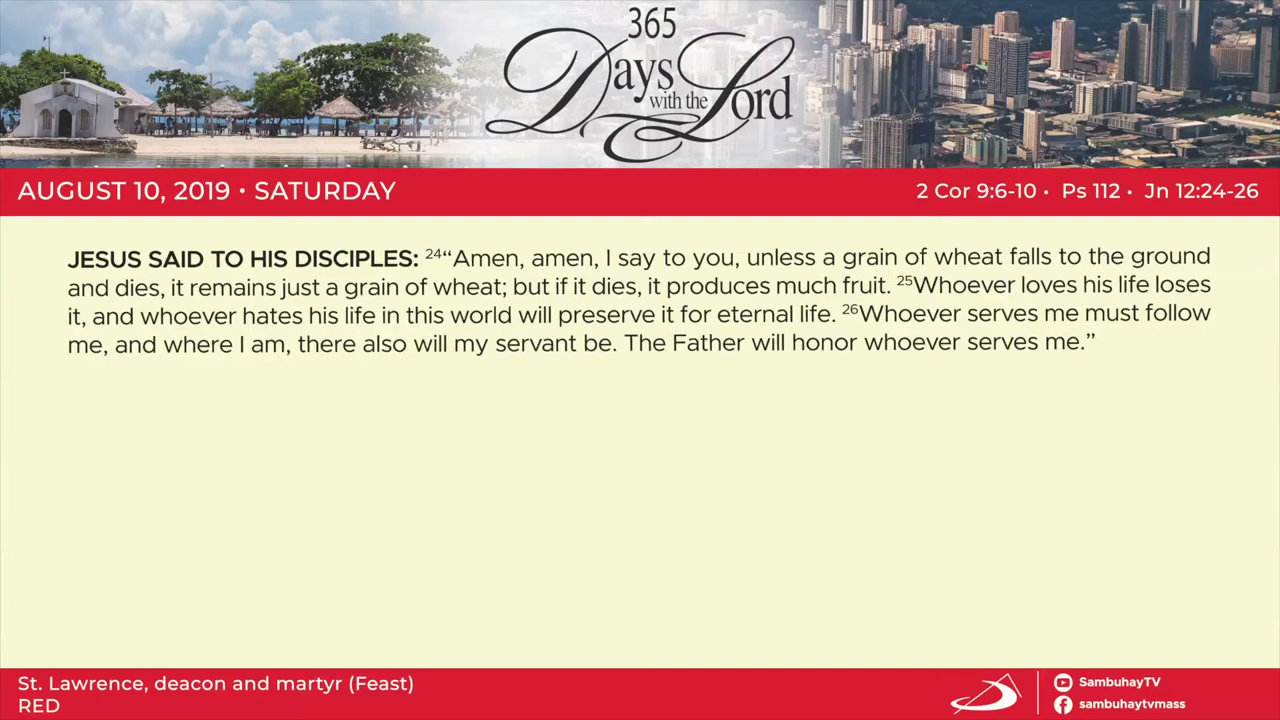 365
Days with the Lord
AUGUST 10, 2019 • SATURDAY
2 Cor 9:6-10 • Ps 112 • Jn 12:24-26
JESUS SAID TO HIS DISCIPLES: 24“Amen, amen, I say to you, unless a grain of wheat falls to the ground
and dies, it remains just a grain of wheat; but if it dies, it produces much fruit. 25Whoever loves his life loses
it, and whoever hates his life in this world will preserve it for eternal life. 26Whoever serves me must follow
me, and where I am, there also will my servant be. The Father will honor whoever serves me.”
St. Lawrence, deacon and martyr (Feast)
RED
SambuhayTV
sambuhaytvmass